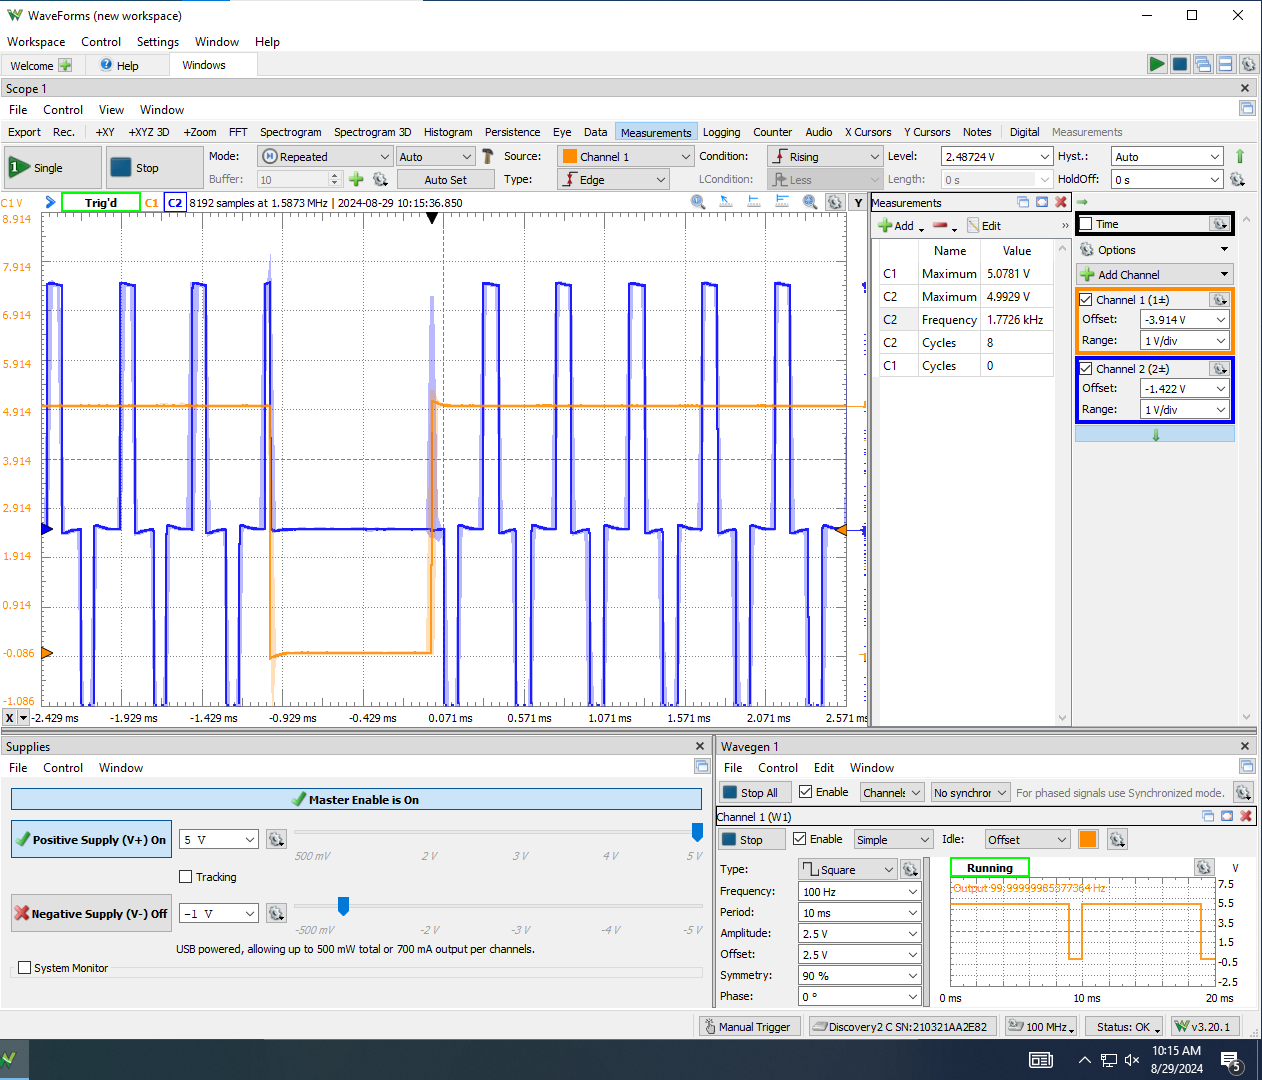 WaveForms (new workspace)
Workspace Control Settings Window Help
Welcome Help Windows
Scope 1
File Control View Window
Export Rec. +XY +XYZ 3D +Zoom FFT Spectrogram Spectrogram 3D Histogram Persistence Eye Data Measurements Logging Counter Audio X Cursors Y Cursors Notes Digital Measurements
Single Stop Mode: Repeated Auto Source: Channel 1 Condition: Rising Level: 2.48724 V Hyst.: Auto
Buffer: 10 Auto Set Type: Edge LCondition: Less Length: 0 s HoldOff: 0 s
C1 V Trig'd C1 C2 8192 samples at 1.5873 MHz | 2024-08-29 10:15:36.850 Y
8.914
7.914
6.914
5.914
4.914
3.914
2.914
1.914
0.914
-0.086
-1.086
X -2.429 ms -1.929 ms -1.429 ms -0.929 ms -0.429 ms 0.071 ms 0.571 ms 1.071 ms 1.571 ms 2.071 ms 2.571 ms
Measurements
Add Edit »
Name Value
C1 Maximum 5.0781 V
C2 Maximum 4.9929 V
C2 Frequency 1.7726 kHz
C2 Cycles 8
C1 Cycles 0
Time
Options
Add Channel
Channel 1 (1±)
Offset: -3.914 V
Range: 1 V/div
Channel 2 (2±)
Offset: -1.422 V
Range: 1 V/div
Supplies
File Control Window
Master Enable is On
Positive Supply (V+) On 5 V
500 mV 2 V 3 V 4 V 5 V
Tracking
Negative Supply (V-) Off -1 V
-500 mV -2 V -3 V -4 V -5 V
USB powered, allowing up to 500 mW total or 700 mA output per channels.
System Monitor
Wavegen 1
File Control Edit Window
Stop All Enable Channels No synchror For phased signals use Synchronized mode.
Channel 1 (W1)
Stop Enable Simple Idle: Offset
Type: Square
Frequency: 100 Hz
Period: 10 ms
Amplitude: 2.5 V
Offset: 2.5 V
Symmetry: 90 %
Phase: 0 °
Running V
Output 99.99999985377364 Hz
7.5
5.5
3.5
1.5
-0.5
-2.5
0 ms 10 ms 20 ms
Manual Trigger Discovery2 C SN:210321AA2E82 100 MHz Status: OK v3.20.1
10:15 AM
8/29/2024
5